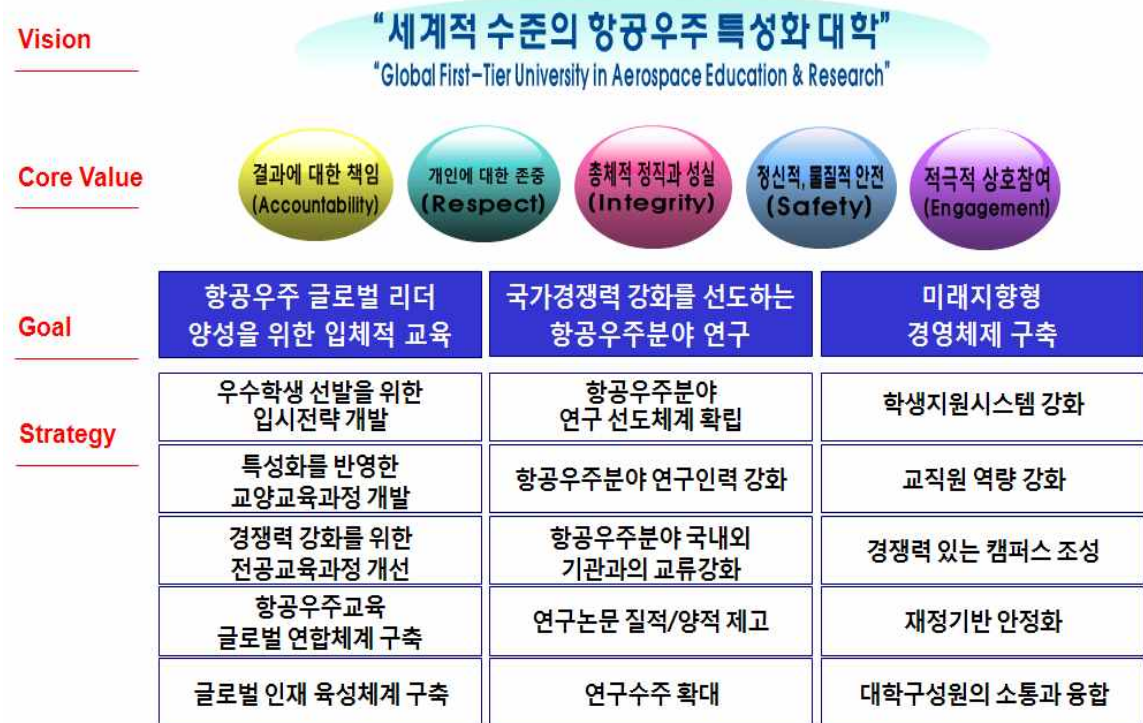 Vision
“세계적 수준의 항공우주 특성화 대학”
“Global First-Tier University in Aerospace Education & Research”
Core Value
결과에 대한 책임
(Accountability)
개인에 대한 존중
(Respect)
총체적 정직과 성실
(Integrity)
정신적, 물질적 안전
(Safety)
적극적 상호참여
(Engagement)
Goal
항공우주 글로벌 리더
양성을 위한 입체적 교육
국가경쟁력 강화를 선도하는
항공우주분야 연구
미래지향형
경영체제 구축
Strategy
우수학생 선발을 위한
입시전략 개발
항공우주분야
연구 선도체계 확립
학생지원시스템 강화
특성화를 반영한
교양교육과정 개발
항공우주분야 연구인력 강화
교직원 역량 강화
경쟁력 강화를 위한
전공교육과정 개선
항공우주분야 국내외
기관과의 교류강화
경쟁력 있는 캠퍼스 조성
항공우주교육
글로벌 연합체계 구축
연구논문 질적/양적 제고
재정기반 안정화
글로벌 인재 육성체계 구축
연구수주 확대
대학구성원의 소통과 융합